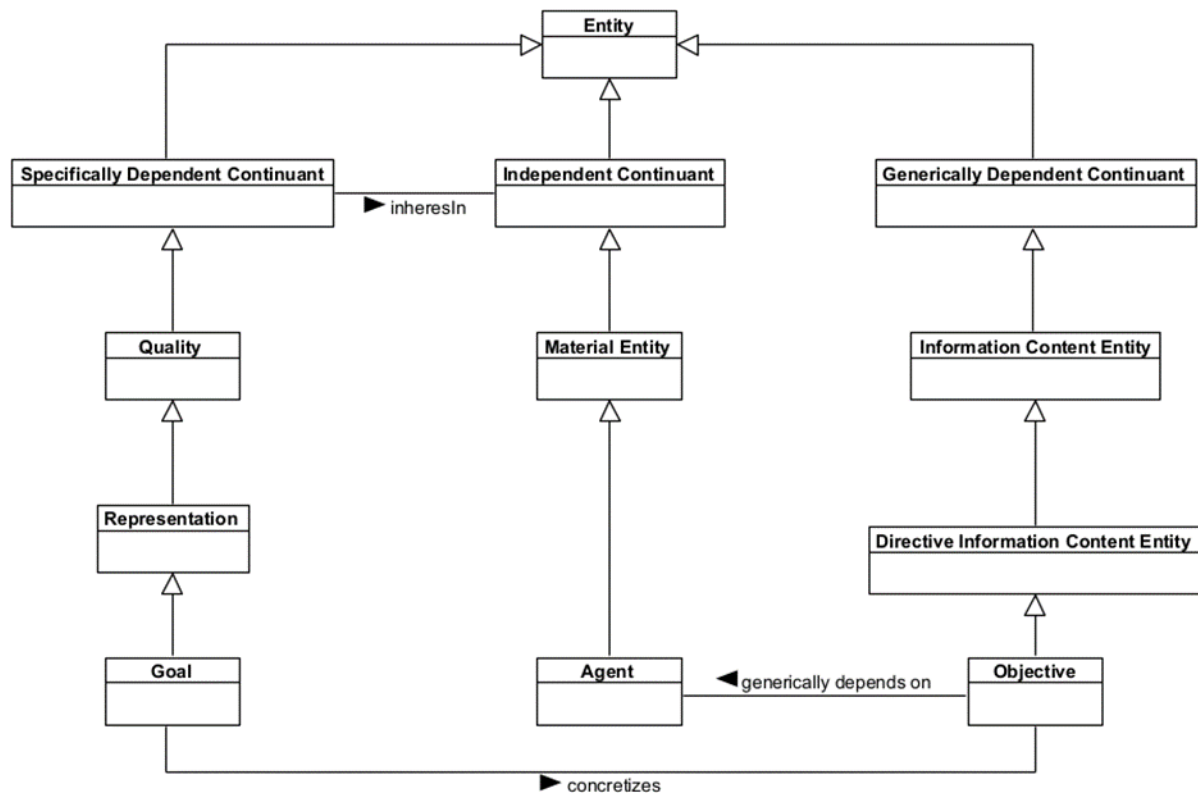 Entity
Specifically Dependent Continuant
Independent Continuant
Generically Dependent Continuant
inheresIn
Quality
Material Entity
Information Content Entity
Representation
Directive Information Content Entity
Goal
Agent
generically depends on
Objective
concretizes